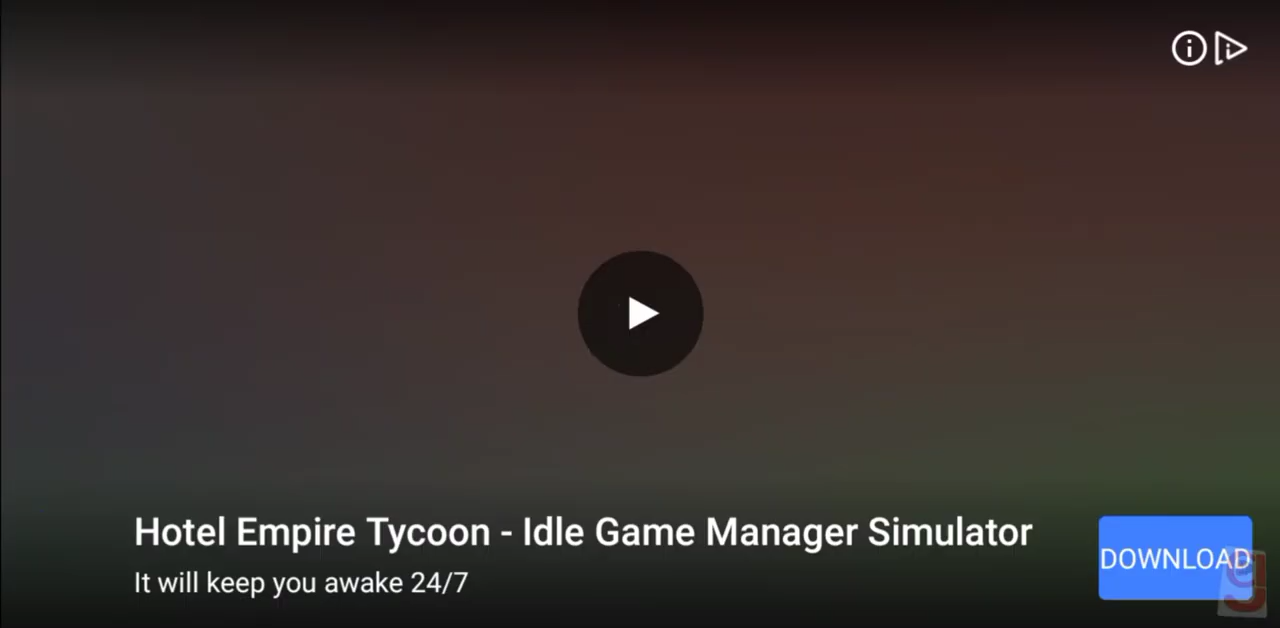 Hotel Empire Tycoon - Idle Game Manager Simulator
It will keep you awake 24/7
DOWNLOAD